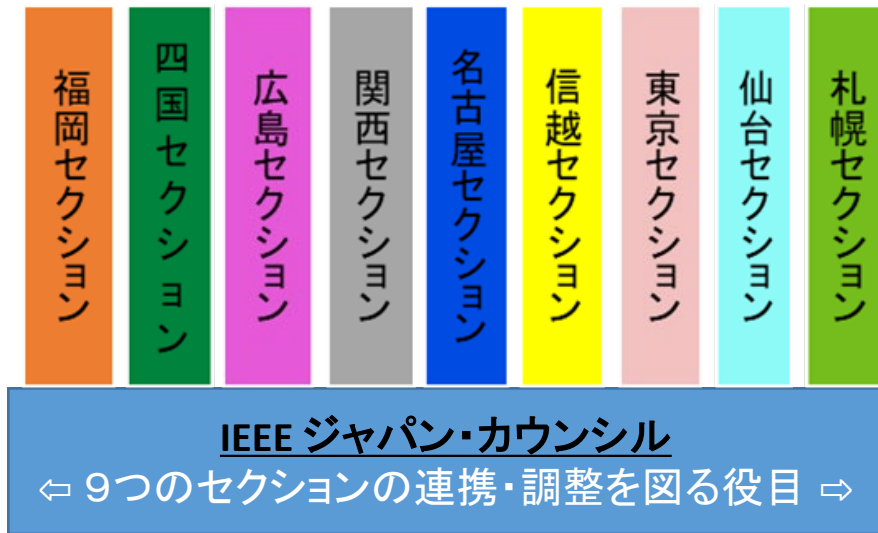 福岡セクション
四国セクション
広島セクション
関西セクション
名古屋セクション
信越セクション
東京セクション
仙台セクション
札幌セクション
IEEE ジャパン・カウンシル
⇦ 9つのセクションの連携・調整を図る役目 ⇨